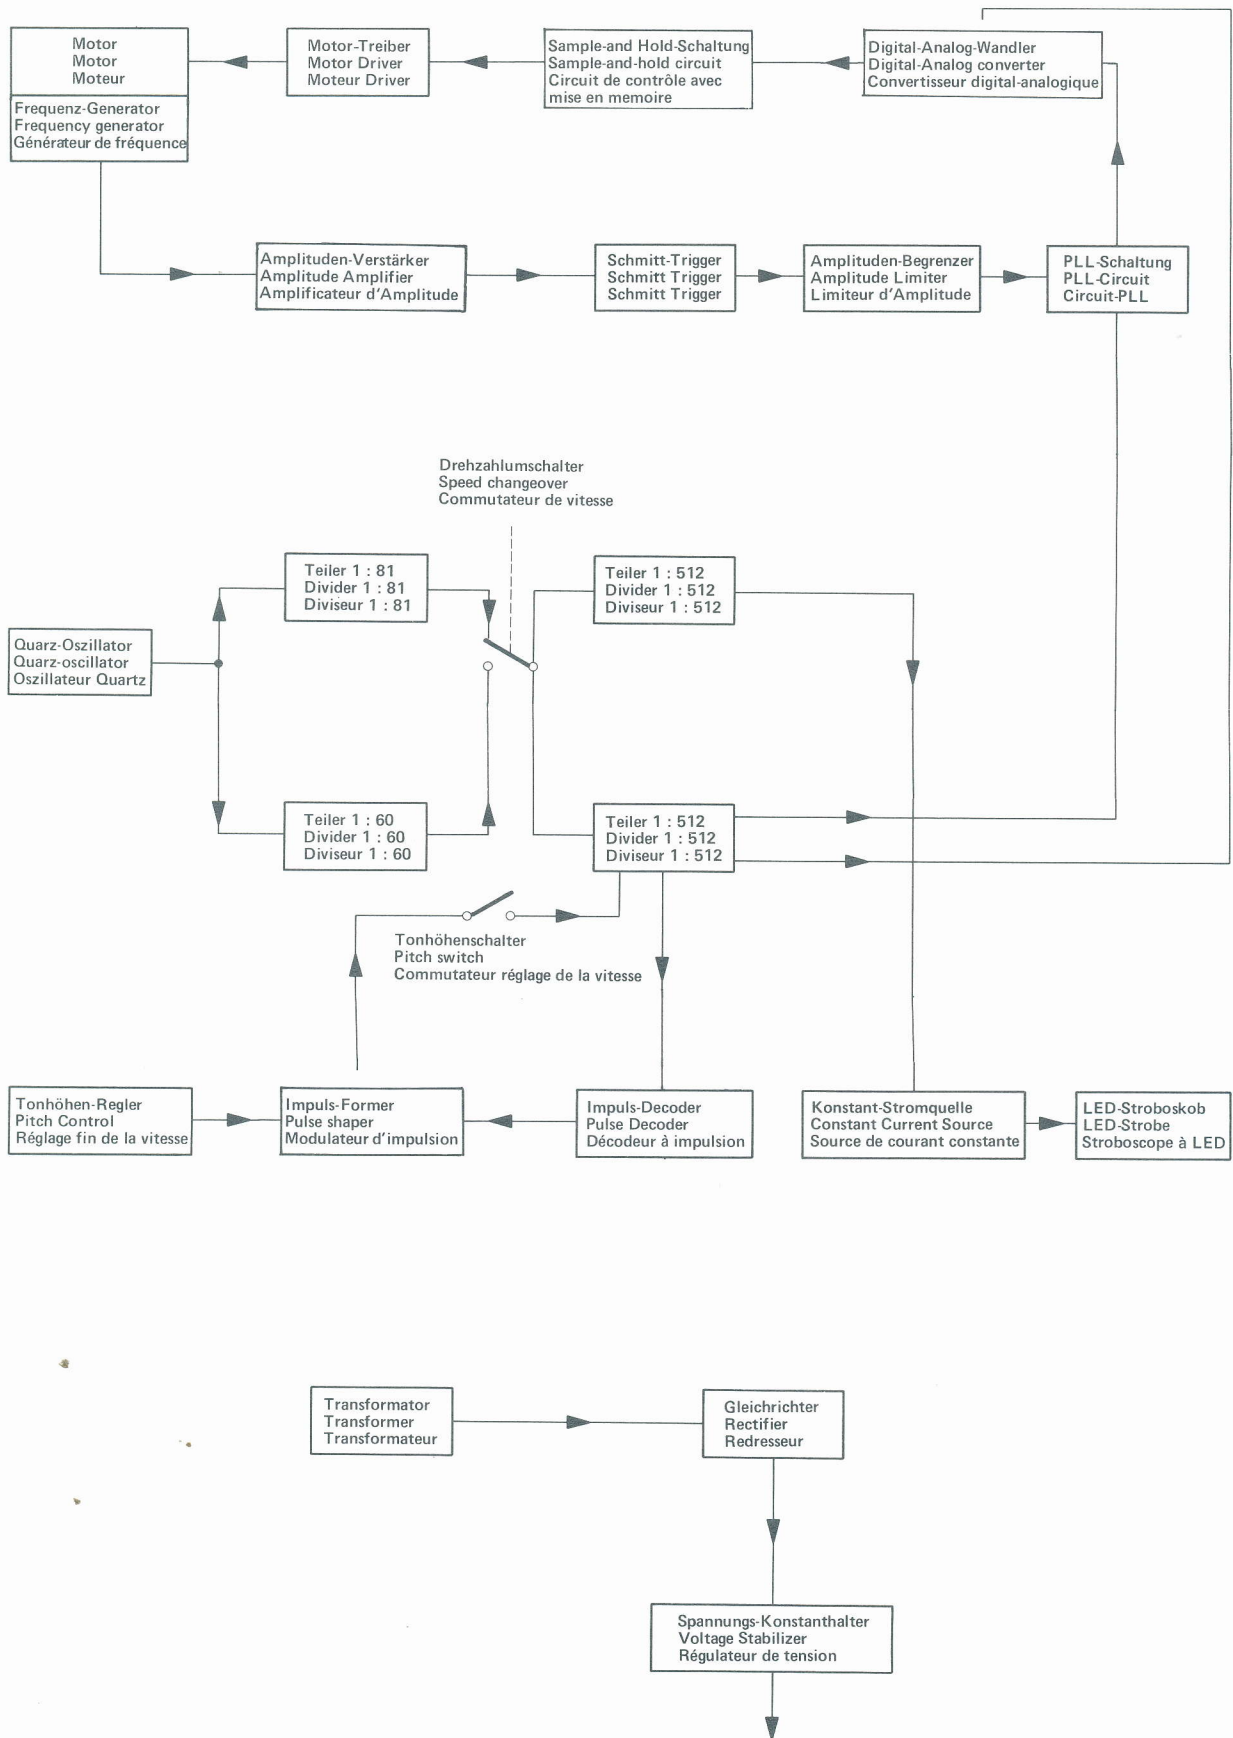 Motor
Motor
Moteur
Frequenz-Generator
Frequency generator
Générateur de fréquence
Motor-Treiber
Motor Driver
Moteur Driver
Sample-and Hold-Schaltung
Sample-and-hold circuit
Circuit de contrôle avec
mise en memoire
Digital-Analog-Wandler
Digital-Analog converter
Convertisseur digital-analogique
Amplituden-Verstärker
Amplitude Amplifier
Amplificateur d'Amplitude
Schmitt-Trigger
Schmitt Trigger
Schmitt Trigger
Amplituden-Begrenzer
Amplitude Limiter
Limiteur d'Amplitude
PLL-Schaltung
PLL-Circuit
Circuit-PLL
Drehzahlumschalter
Speed changeover
Commutateur de vitesse
Teiler 1 : 81
Divider 1 : 81
Diviseur 1 : 81
Teiler 1 : 512
Divider 1 : 512
Diviseur 1 : 512
Quarz-Oszillator
Quarz-oscillator
Oszillateur Quartz
Teiler 1 : 60
Divider 1 : 60
Diviseur 1 : 60
Teiler 1 : 512
Divider 1 : 512
Diviseur 1 : 512
Tonhöhenschalter
Pitch switch
Commutateur réglage de la vitesse
Tonhöhen-Regler
Pitch Control
Réglage fin de la vitesse
Impuls-Former
Pulse shaper
Modulateur d'impulsion
Impuls-Decoder
Pulse Decoder
Décodeur à impulsion
Konstant-Stromquelle
Constant Current Source
Source de courant constante
LED-Stroboskob
LED-Strobe
Stroboscope à LED
Transformator
Transformer
Transformateur
Gleichrichter
Rectifier
Redresseur
Spannungs-Konstanthalter
Voltage Stabilizer
Régulateur de tension